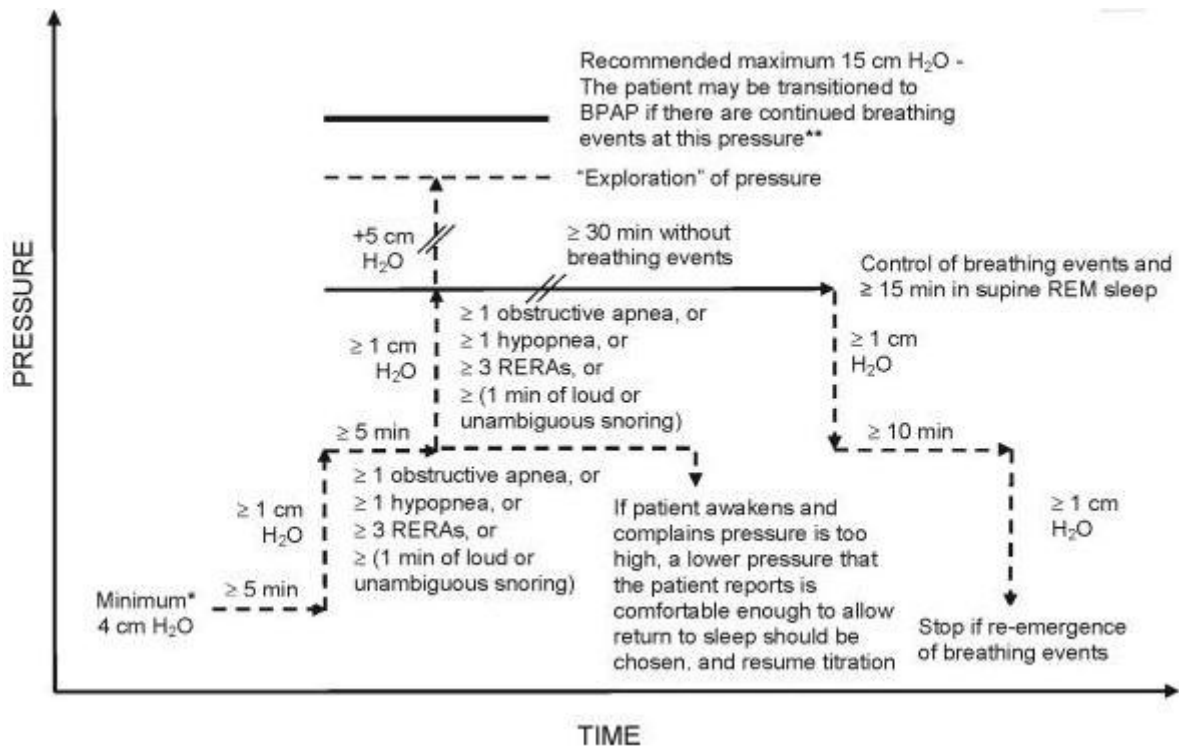 Recommended maximum 15 cm H₂O -
The patient may be transitioned to
BPAP if there are continued breathing
events at this pressure**
"Exploration" of pressure
+5 cm
H₂O
≥ 30 min without
breathing events
Control of breathing events and
≥ 15 min in supine REM sleep
≥ 1 cm
H₂O
≥ 1 obstructive apnea, or
≥ 1 hypopnea, or
≥ 3 RERAs, or
≥ (1 min of loud or
unambiguous snoring)
≥ 1 cm
H₂O
≥ 5 min
≥ 10 min
≥ 1 cm
H₂O
≥ 1 obstructive apnea, or
≥ 1 hypopnea, or
≥ 3 RERAs, or
≥ (1 min of loud or
unambiguous snoring)
If patient awakens and
complains pressure is too
high, a lower pressure that
the patient reports is
comfortable enough to allow
return to sleep should be
chosen, and resume titration
≥ 1 cm
H₂O
≥ 5 min
Minimum*
4 cm H₂O
Stop if re-emergence
of breathing events
PRESSURE
TIME